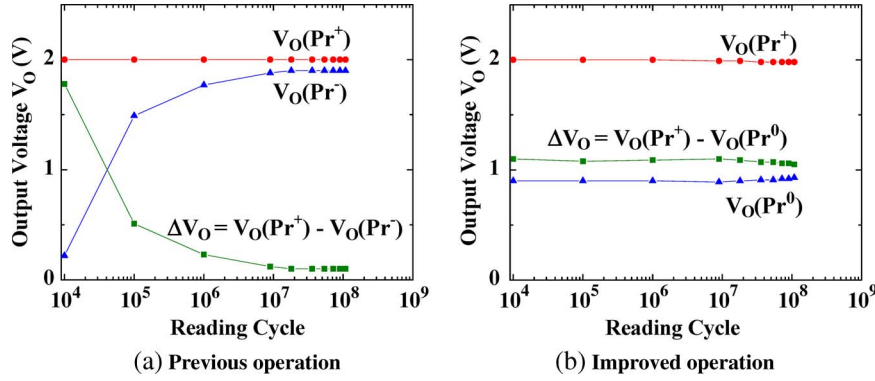 Output Voltage V_O (V)
2
1
0
V_O(Pr^+)
V_O(Pr^-)
ΔV_O = V_O(Pr^+) - V_O(Pr^-)
10^4 10^5 10^6 10^7 10^8 10^9
Reading Cycle
(a) Previous operation
Output Voltage V_O (V)
2
1
0
V_O(Pr^+)
ΔV_O = V_O(Pr^+) - V_O(Pr^0)
V_O(Pr^0)
10^4 10^5 10^6 10^7 10^8 10^9
Reading Cycle
(b) Improved operation